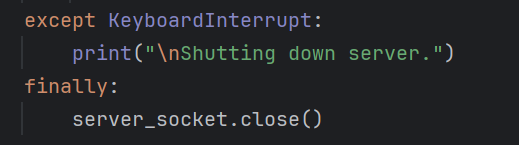 except KeyboardInterrupt:
    print("\nShutting down server.")
finally:
    server_socket.close()